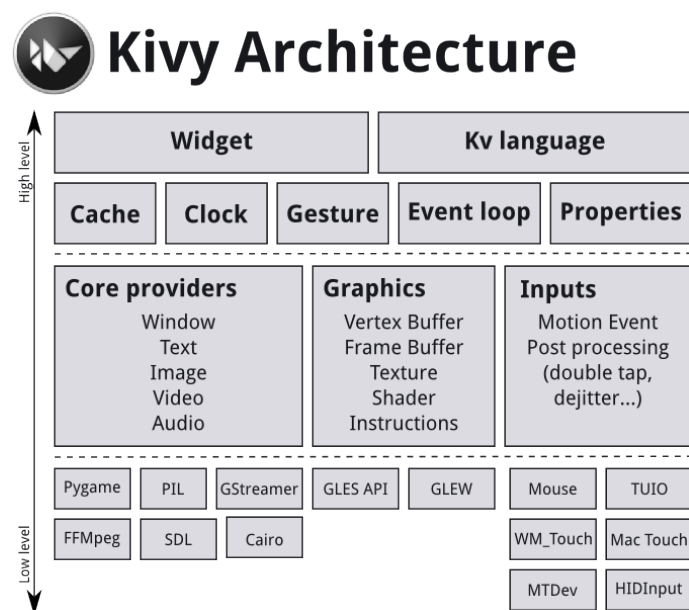 Kivy Architecture
High level
Widget
Kv language
Cache
Clock
Gesture
Event loop
Properties
Core providers
Window
Text
Image
Video
Audio
Graphics
Vertex Buffer
Frame Buffer
Texture
Shader
Instructions
Inputs
Motion Event
Post processing
(double tap,
dejitter...)
Low level
Pygame
PIL
GStreamer
GLES API
GLEW
Mouse
TUIO
FFMpeg
SDL
Cairo
WM_Touch
Mac Touch
MTDev
HIDInput